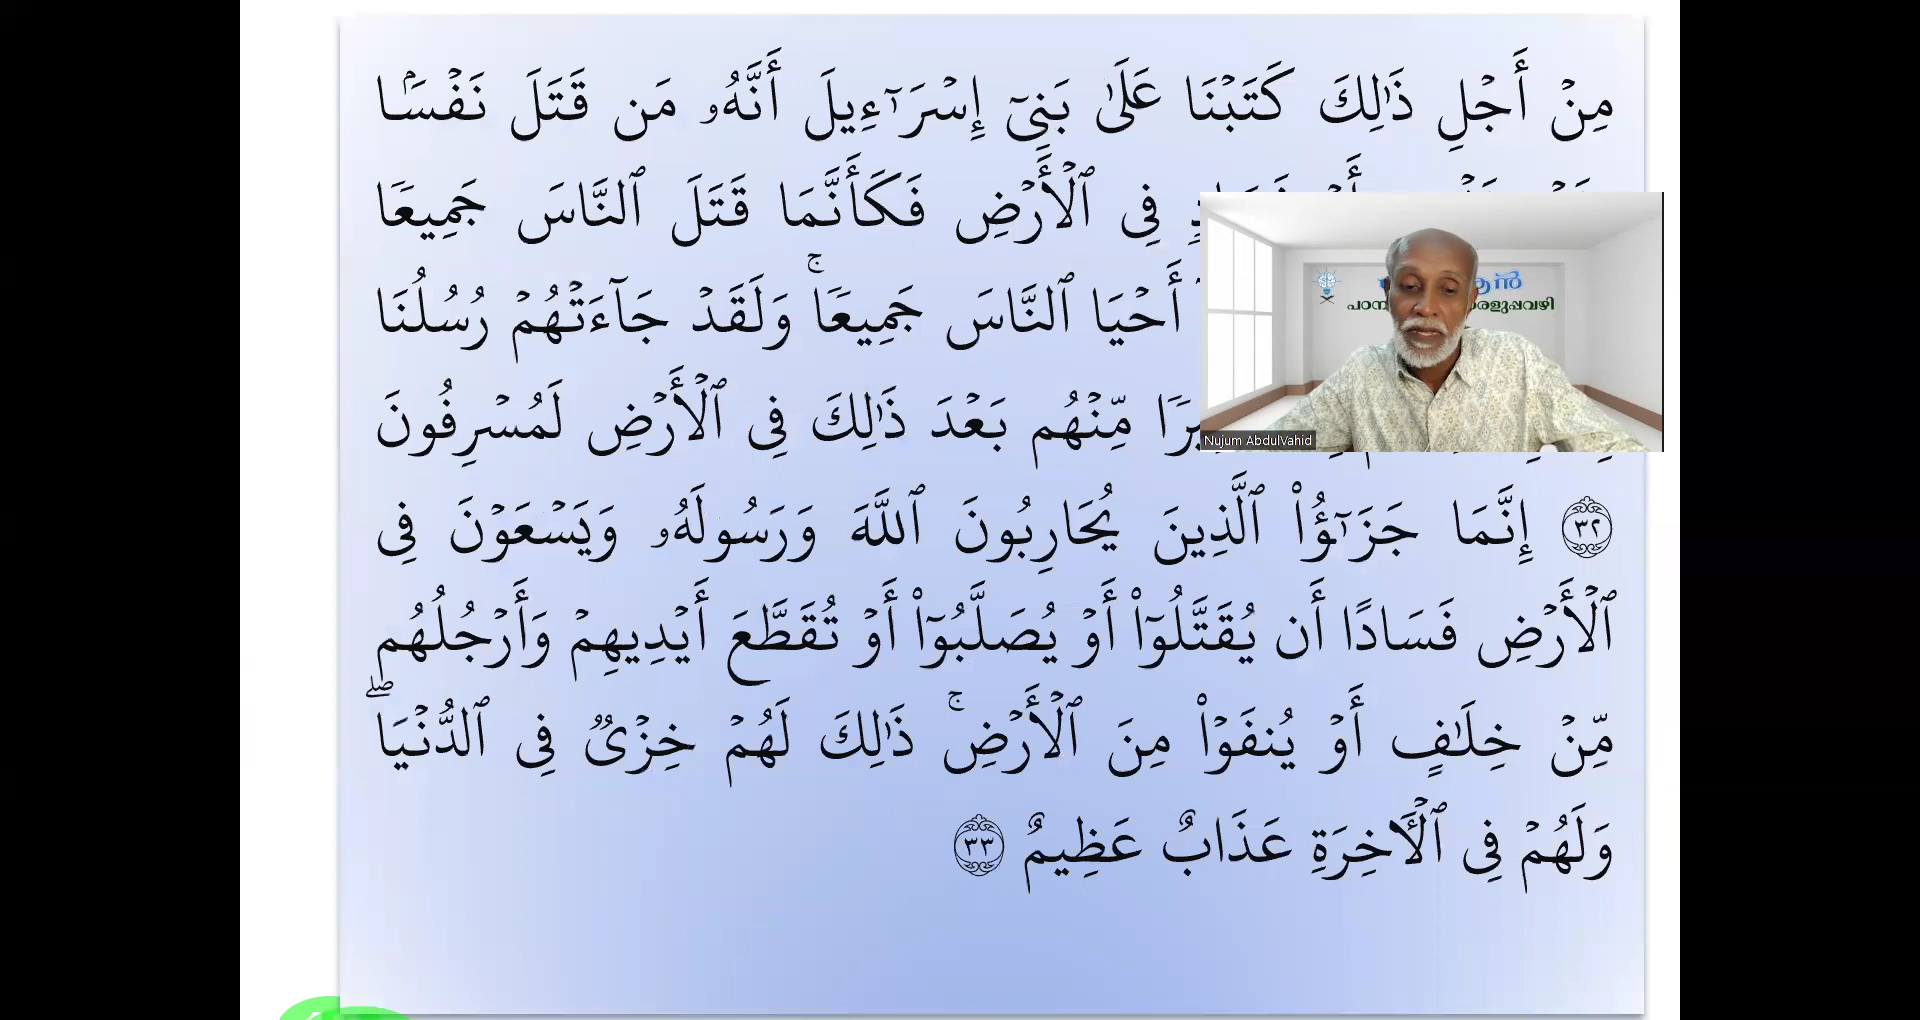 مِنْ أَجْلِ ذَٰلِكَ كَتَبْنَا عَلَىٰ بَنِىٓ إِسْرَٰٓءِيلَ أَنَّهُۥ مَن قَتَلَ نَفْسَۢا
فِى ٱلْأَرْضِ فَكَأَنَّمَا قَتَلَ ٱلنَّاسَ جَمِيعًا
أَحْيَا ٱلنَّاسَ جَمِيعًا ۚ وَلَقَدْ جَآءَتْهُمْ رُسُلُنَا
مِّنْهُم بَعْدَ ذَٰلِكَ فِى ٱلْأَرْضِ لَمُسْرِفُونَ
٣٢ إِنَّمَا جَزَٰٓؤُا۟ ٱلَّذِينَ يُحَارِبُونَ ٱللَّهَ وَرَسُولَهُۥ وَيَسْعَوْنَ فِى
ٱلْأَرْضِ فَسَادًا أَن يُقَتَّلُوٓا۟ أَوْ يُصَلَّبُوٓا۟ أَوْ تُقَطَّعَ أَيْدِيهِمْ وَأَرْجُلُهُم
مِّنْ خِلَٰفٍ أَوْ يُنفَوْا۟ مِنَ ٱلْأَرْضِ ۚ ذَٰلِكَ لَهُمْ خِزْىٌ فِى ٱلدُّنْيَا ۖ
وَلَهُمْ فِى ٱلْءَاخِرَةِ عَذَابٌ عَظِيمٌ ٣٣
Nujum AbdulVahid